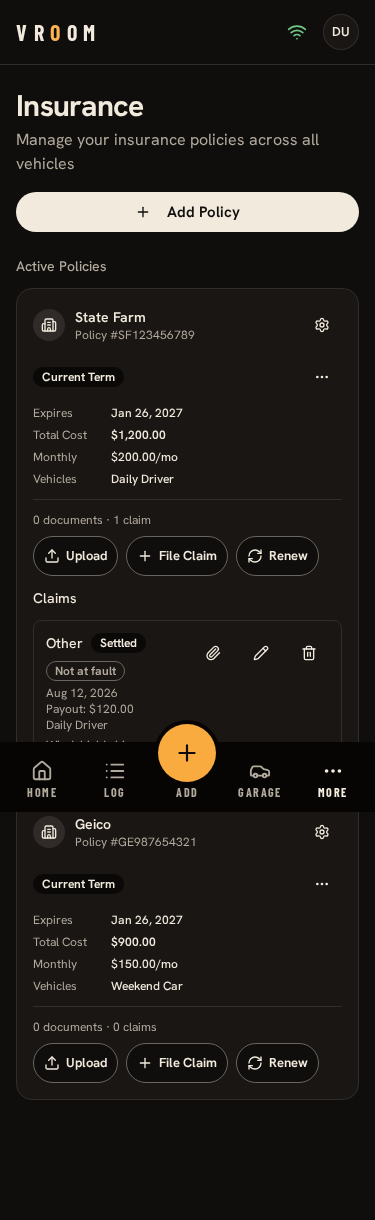 VROOM
DU
Insurance
Manage your insurance policies across all
vehicles
Add Policy
Active Policies
State Farm
Policy #SF123456789
Current Term
Expires Jan 26, 2027
Total Cost $1,200.00
Monthly $200.00/mo
Vehicles Daily Driver
0 documents · 1 claim
Upload File Claim Renew
Claims
Other Settled
Not at fault
Aug 12, 2026
Payout: $120.00
Daily Driver
HOME LOG ADD GARAGE MORE
Geico
Policy #GE987654321
Current Term
Expires Jan 26, 2027
Total Cost $900.00
Monthly $150.00/mo
Vehicles Weekend Car
0 documents · 0 claims
Upload File Claim Renew